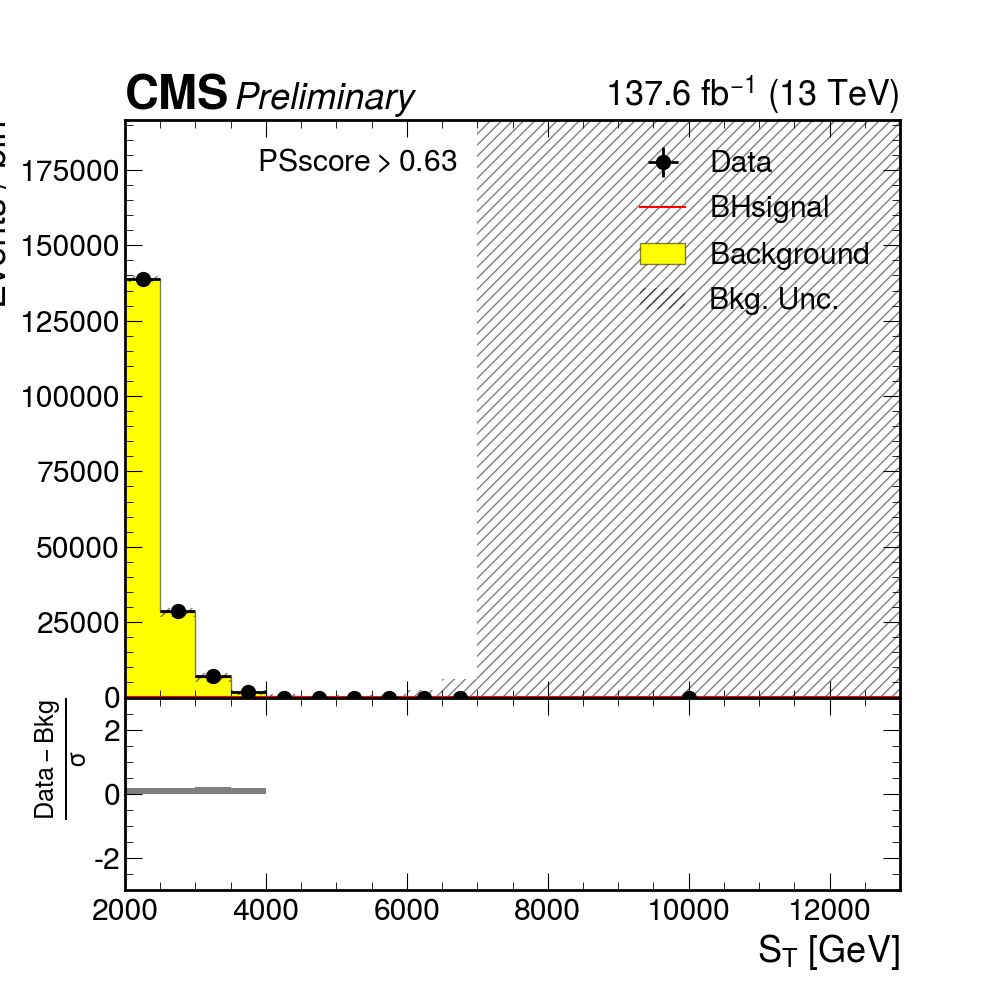 CMS Preliminary 137.6 fb⁻¹ (13 TeV)
PSscore > 0.63
Data
BHsignal
Background
Bkg. Unc.
175000
150000
125000
100000
75000
50000
25000
0
Data – Bkg
σ
2
0
-2
2000 4000 6000 8000 10000 12000
S_T [GeV]